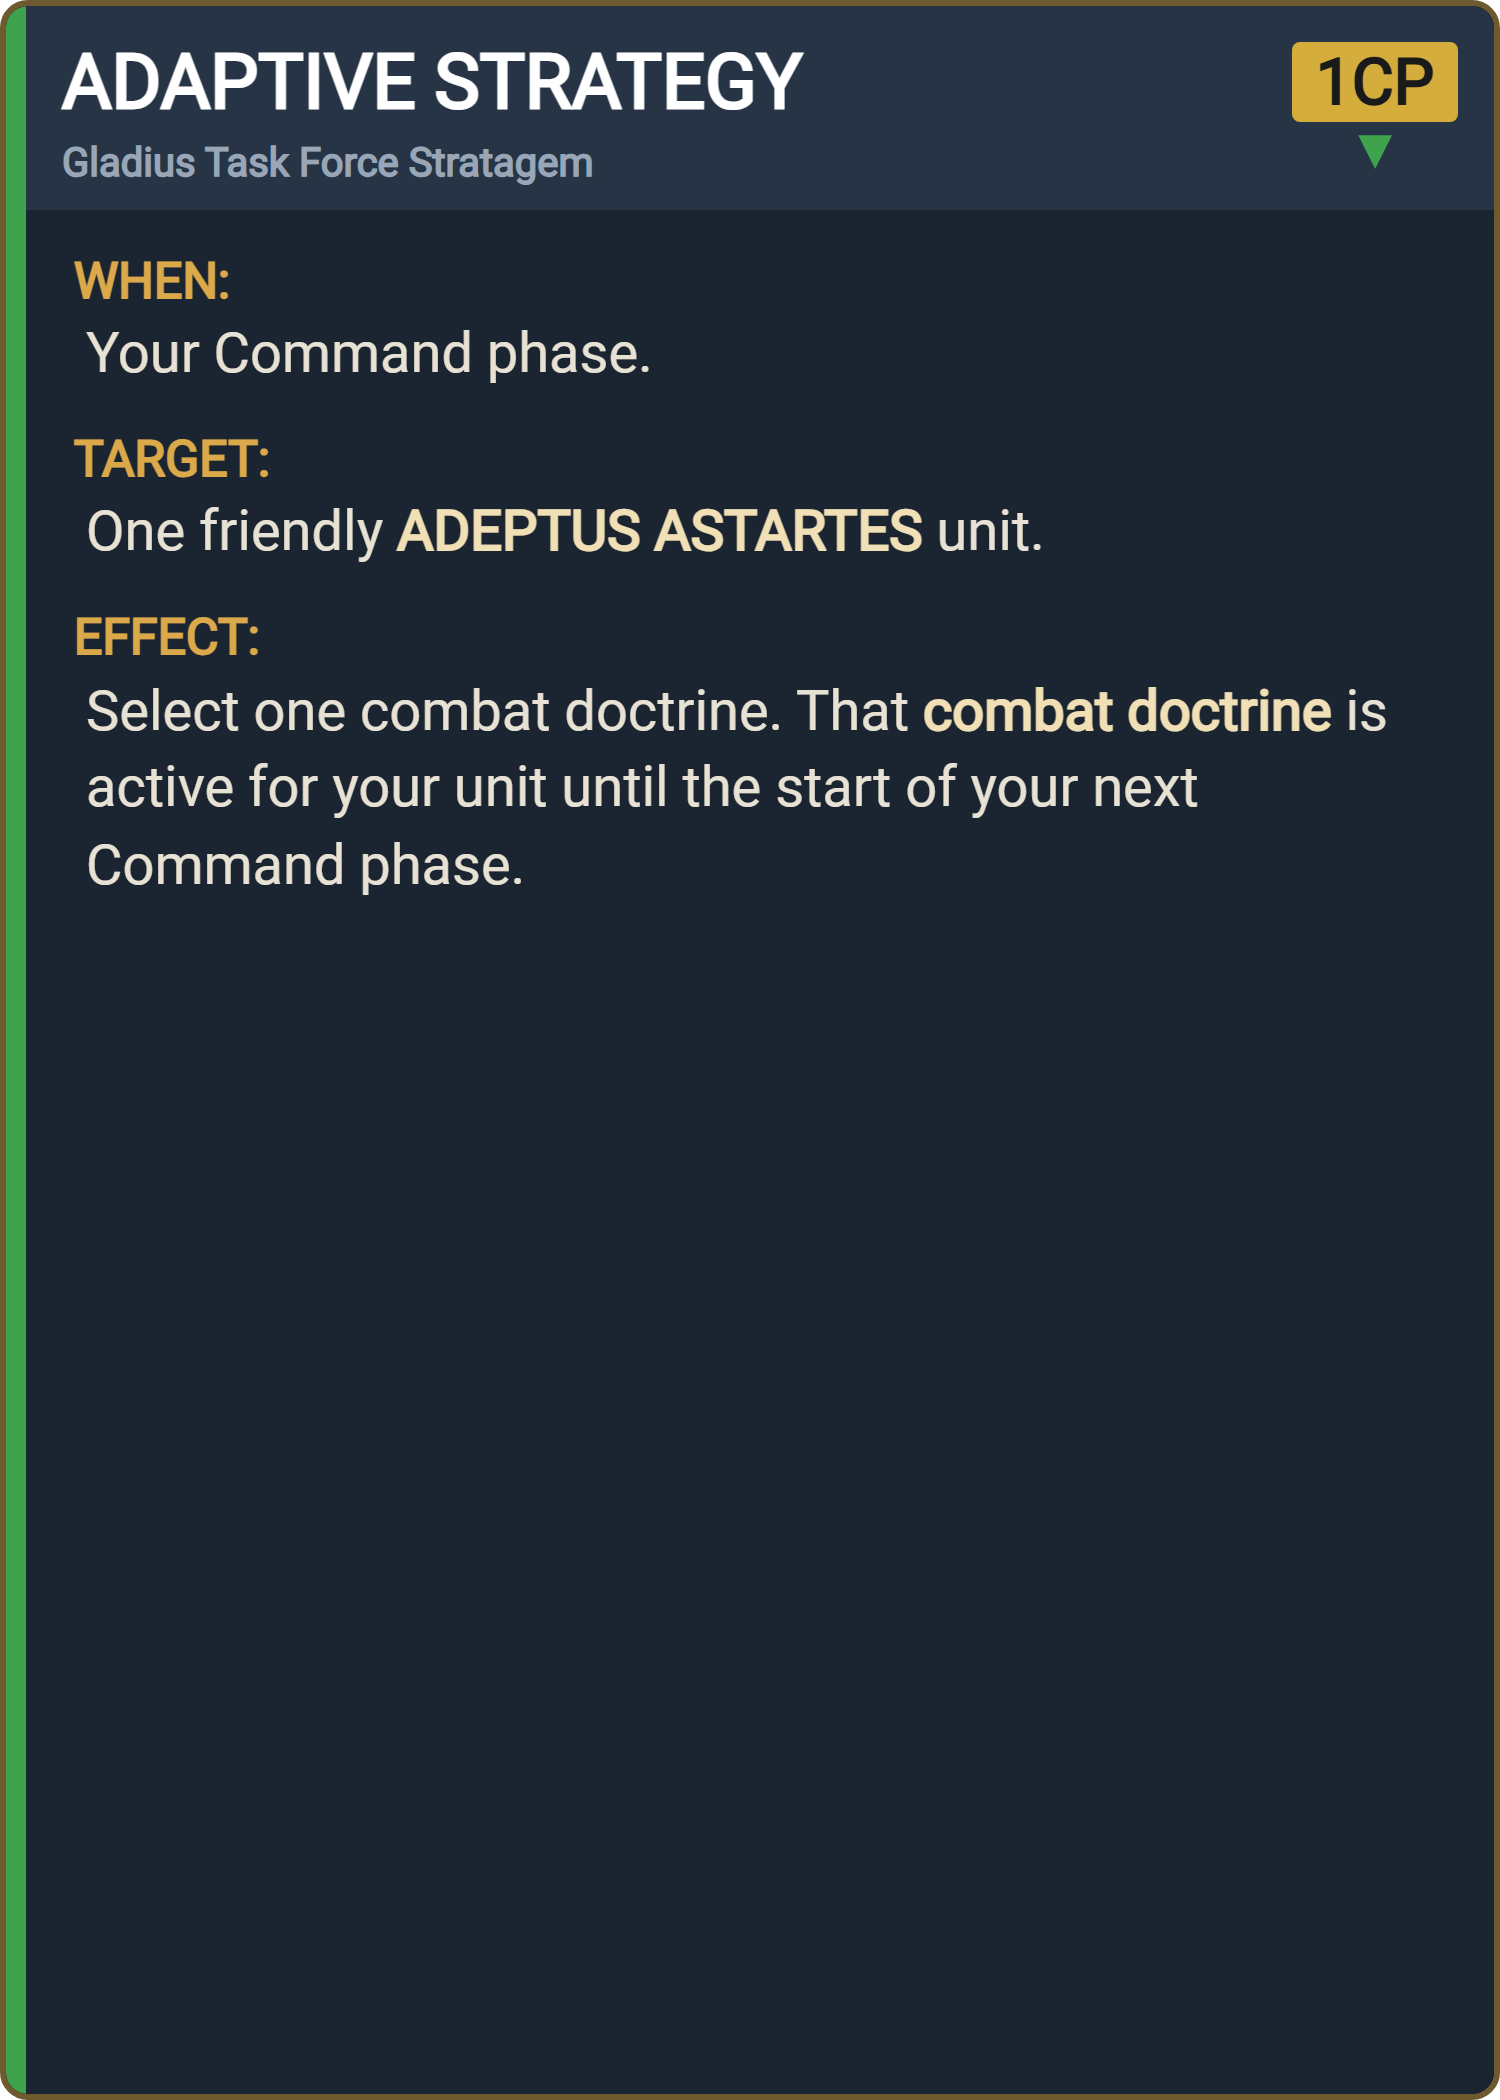 ADAPTIVE STRATEGY
1CP
Gladius Task Force Stratagem
WHEN:
Your Command phase.
TARGET:
One friendly ADEPTUS ASTARTES unit.
EFFECT:
Select one combat doctrine. That combat doctrine is
active for your unit until the start of your next
Command phase.